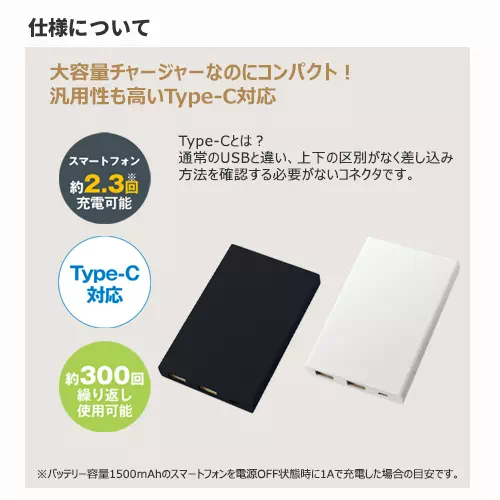 仕様について
大容量チャージャーなのにコンパクト！
汎用性も高いType-C対応
Type-Cとは？
通常のUSBと違い、上下の区別がなく差し込み
方法を確認する必要がないコネクタです。
スマートフォン
約2.3回※
充電可能
Type-C
対応
約300回
繰り返し
使用可能
※バッテリー容量1500mAhのスマートフォンを電源OFF状態時に1Aで充電した場合の目安です。